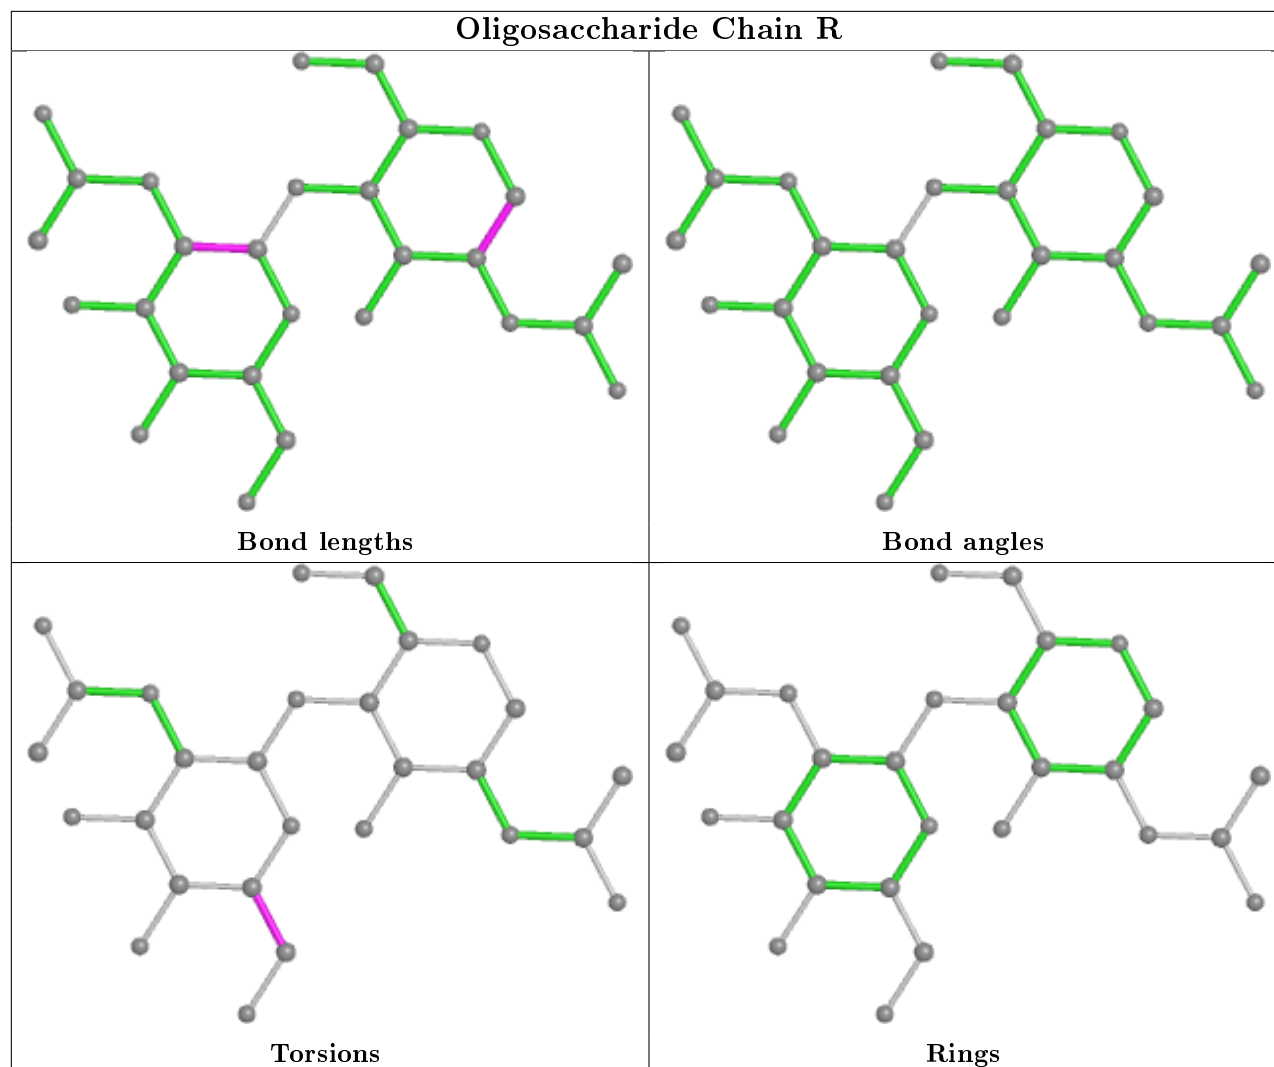 Oligosaccharide Chain R
Bond lengths
Bond angles
Torsions
Rings